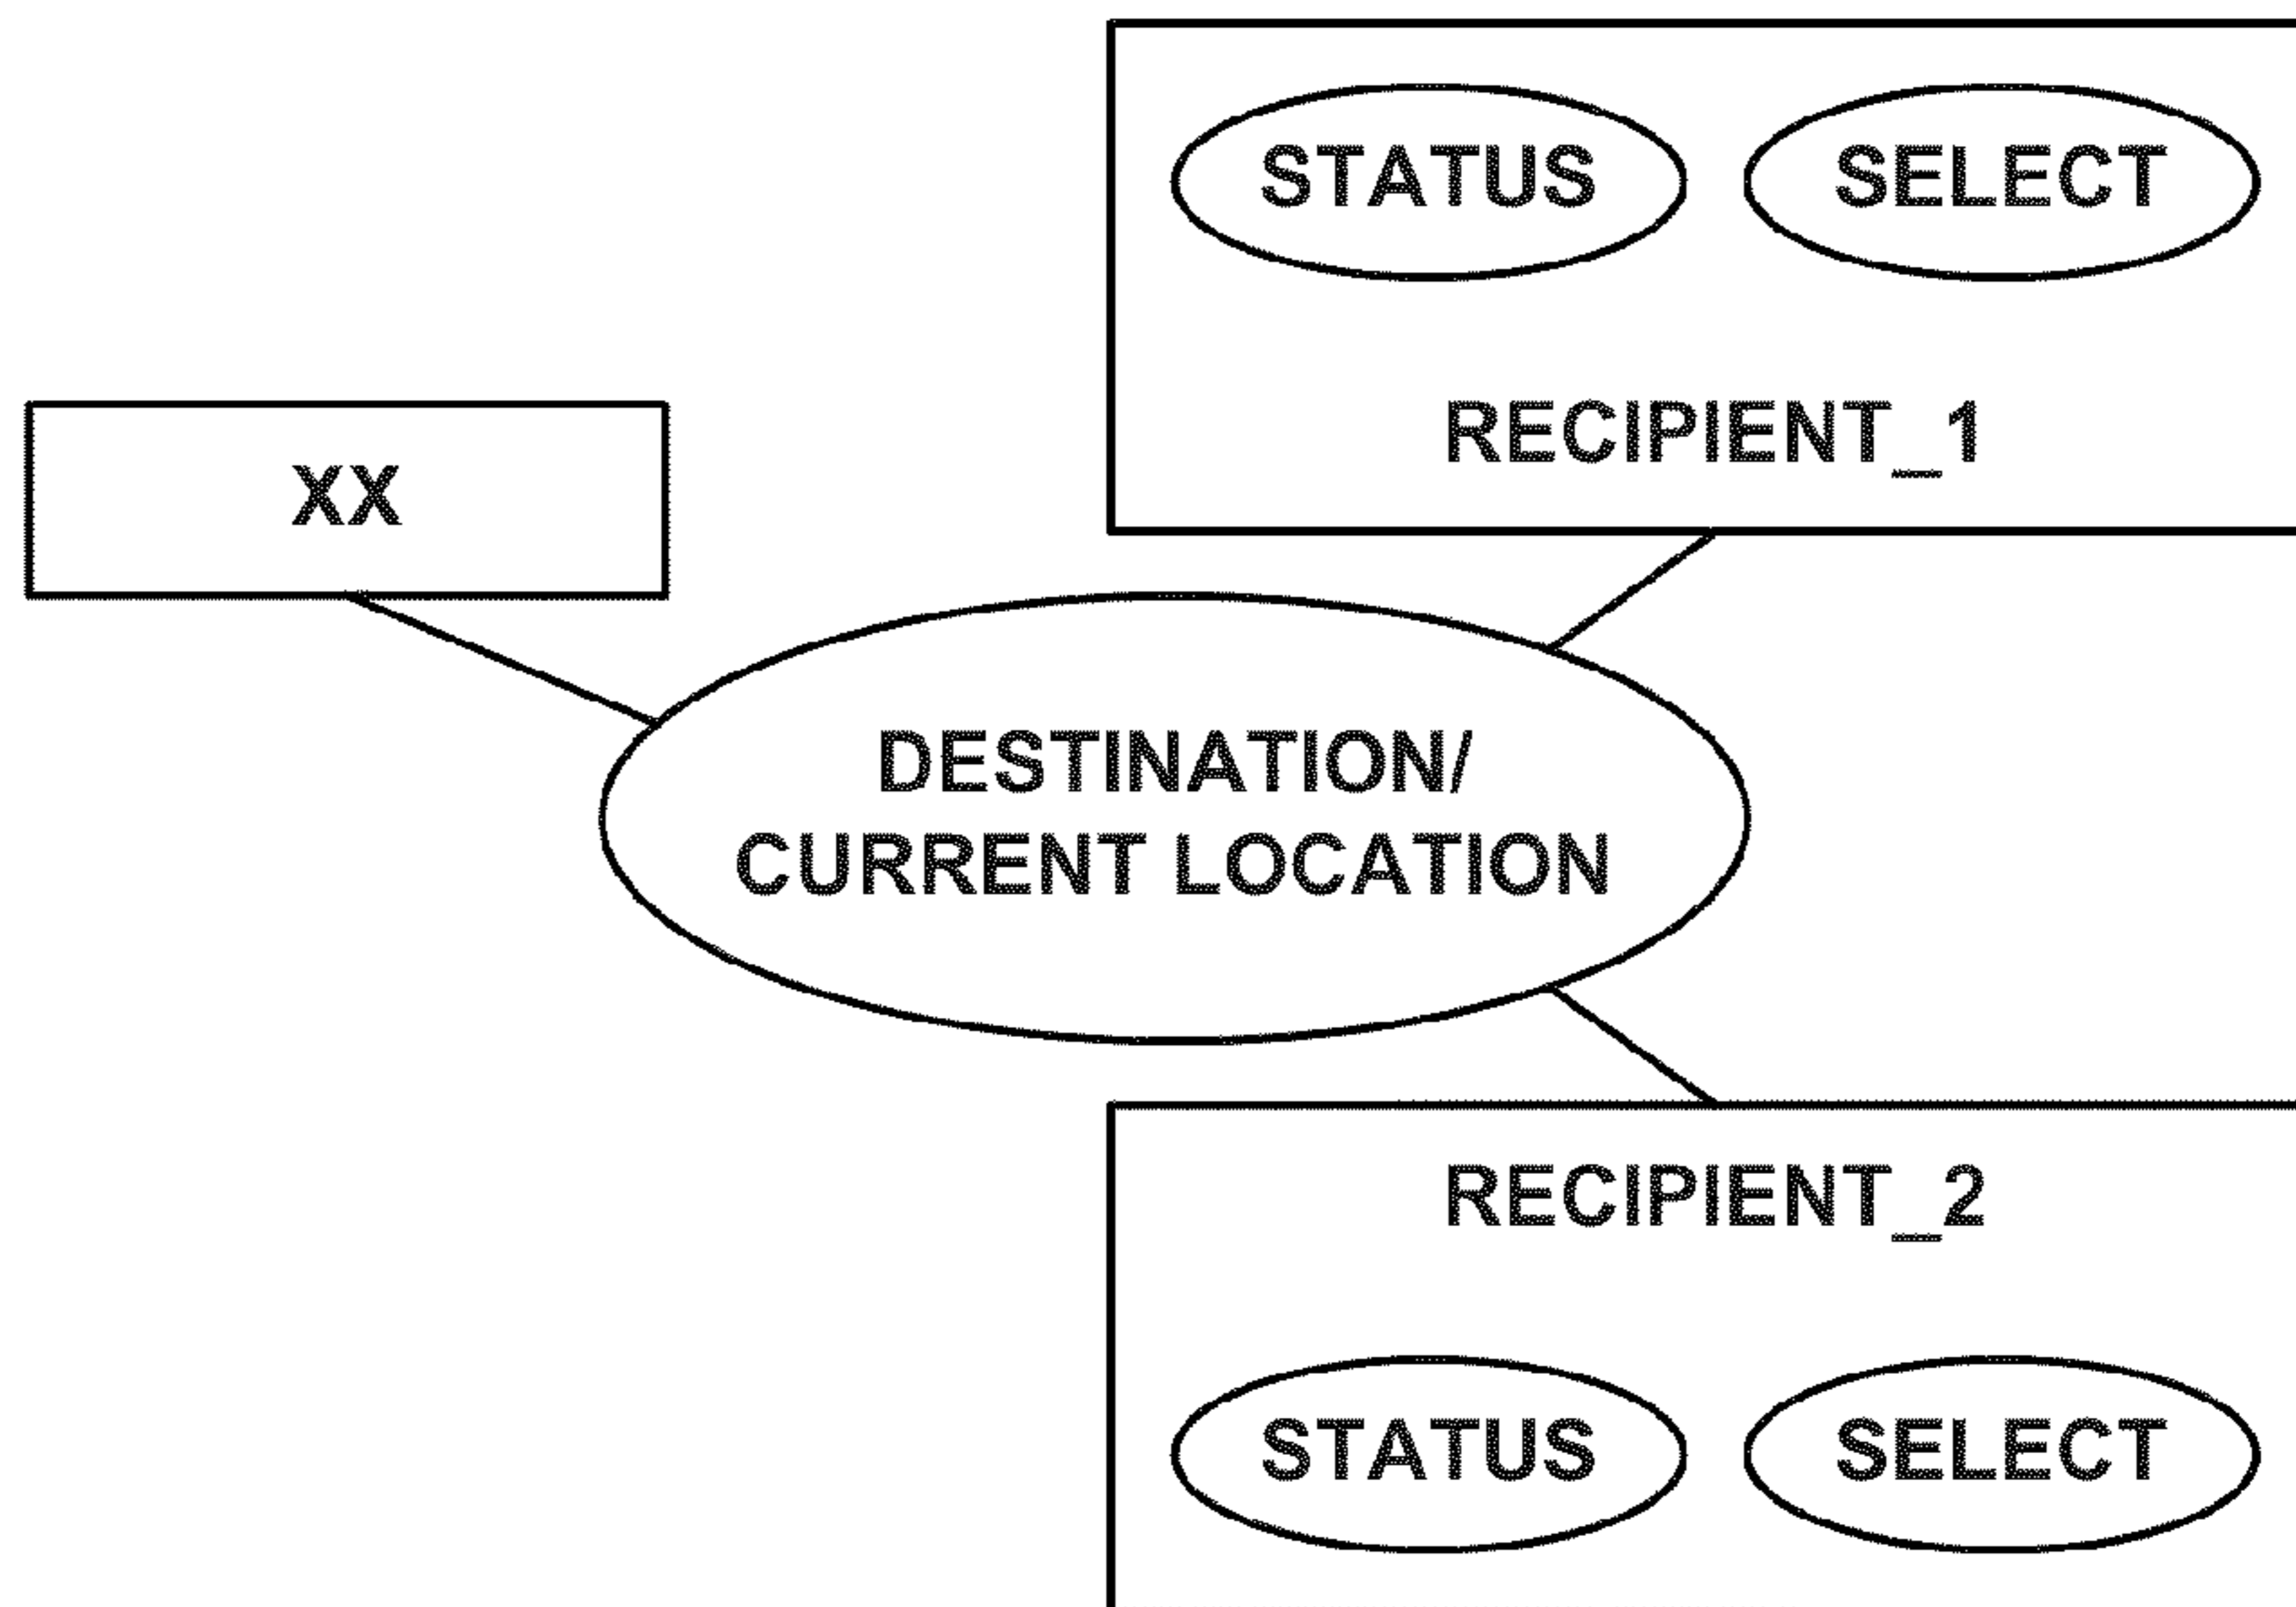 STATUS
SELECT
RECIPIENT_1
XX
DESTINATION/
CURRENT LOCATION
RECIPIENT_2
STATUS
SELECT